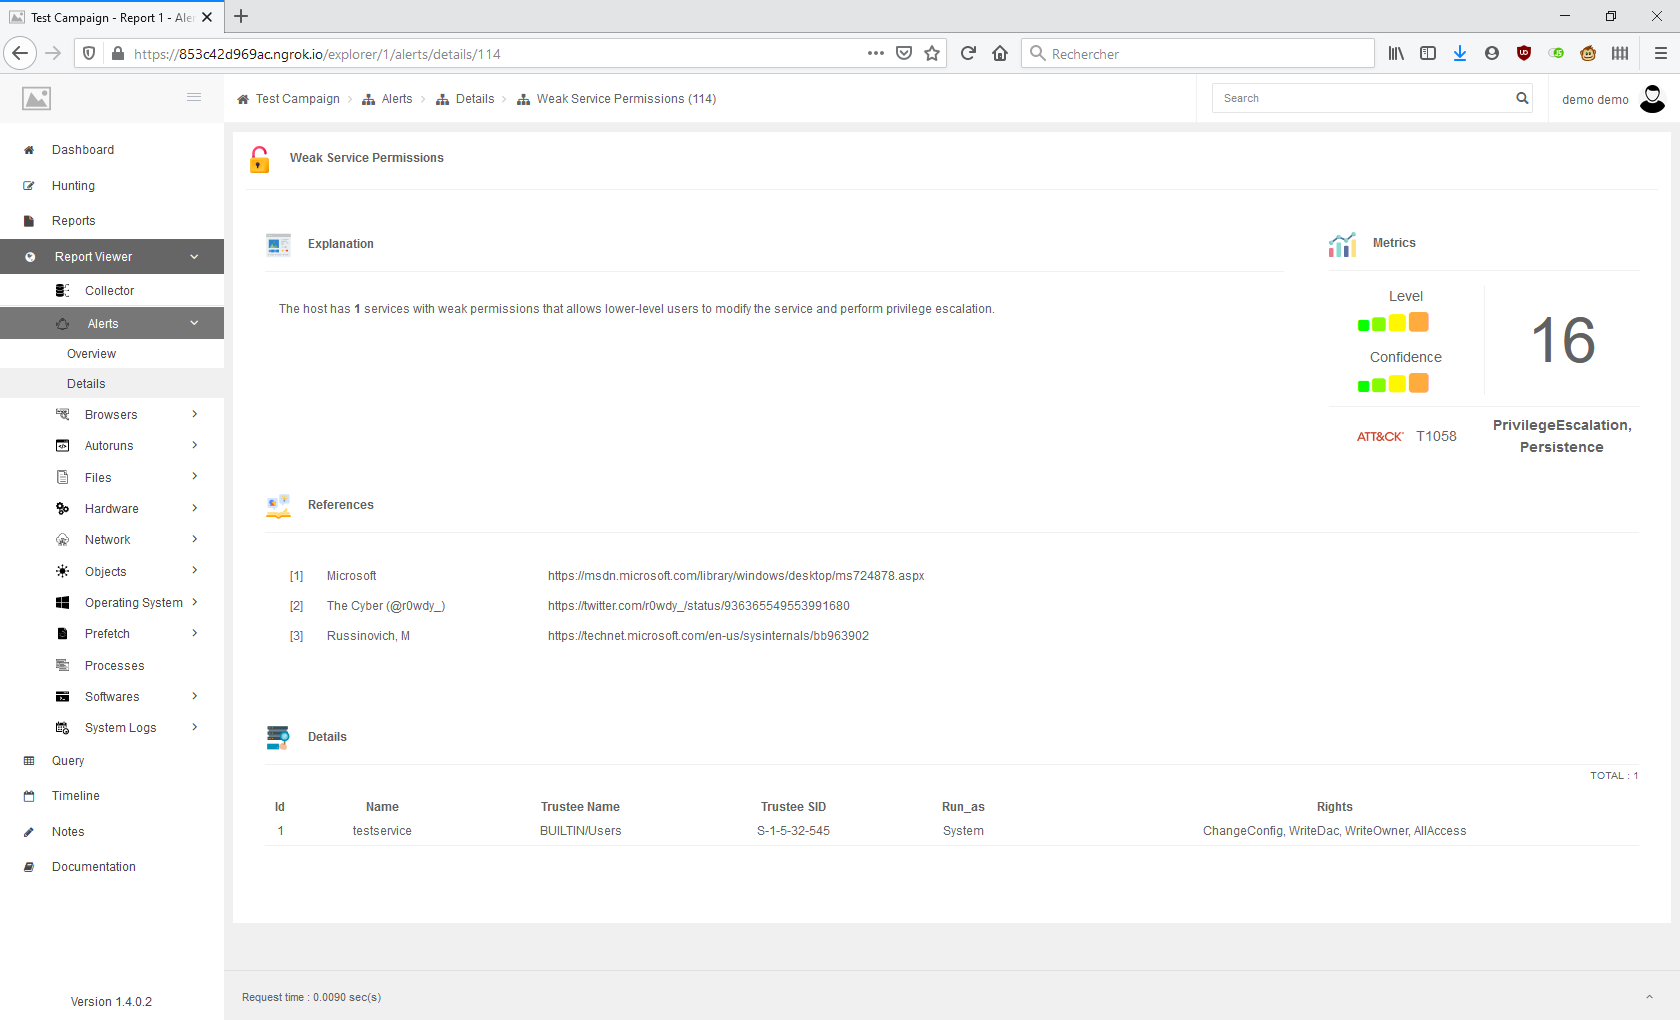 Test Campaign - Report 1 - Aler
https://853c42d969ac.ngrok.io/explorer/1/alerts/details/114
Rechercher
Test Campaign
Alerts
Details
Weak Service Permissions (114)
Search
demo demo
Dashboard
Hunting
Reports
Report Viewer
Collector
Alerts
Overview
Details
Browsers
Autoruns
Files
Hardware
Network
Objects
Operating System
Prefetch
Processes
Softwares
System Logs
Query
Timeline
Notes
Documentation
Version 1.4.0.2
Weak Service Permissions
Explanation
The host has 1 services with weak permissions that allows lower-level users to modify the service and perform privilege escalation.
Metrics
Level
Confidence
16
ATT&CK T1058
PrivilegeEscalation,
Persistence
References
[1] Microsoft https://msdn.microsoft.com/library/windows/desktop/ms724878.aspx
[2] The Cyber (@r0wdy_) https://twitter.com/r0wdy_/status/936365549553991680
[3] Russinovich, M https://technet.microsoft.com/en-us/sysinternals/bb963902
Details
TOTAL : 1
Id Name Trustee Name Trustee SID Run_as Rights
1 testservice BUILTIN/Users S-1-5-32-545 System ChangeConfig, WriteDac, WriteOwner, AllAccess
Request time : 0.0090 sec(s)